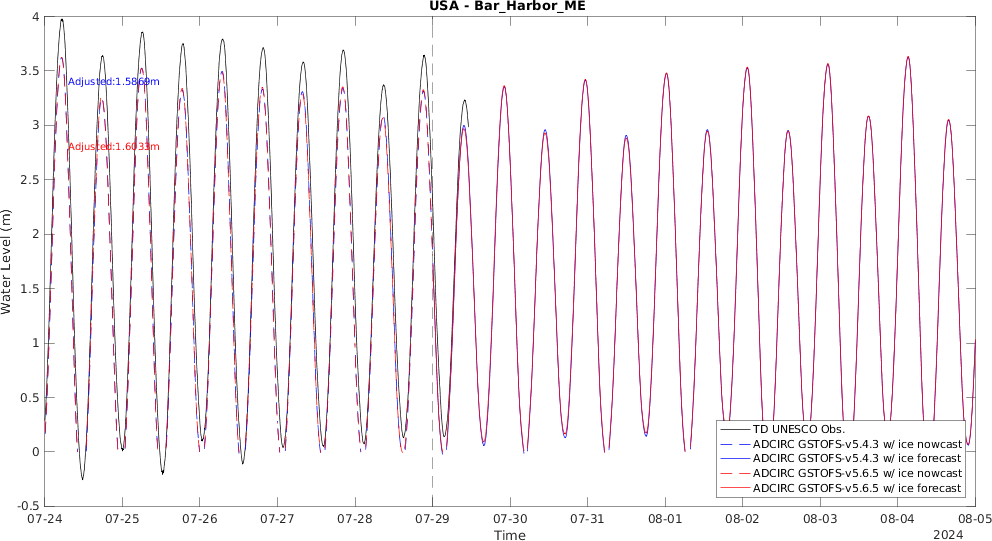 USA - Bar_Harbor_ME
4
3.5
3
2.5
2
1.5
1
0.5
0
-0.5
Water Level (m)
Adjusted:1.5869m
Adjusted:1.6033m
TD UNESCO Obs.
ADCIRC GSTOFS-v5.4.3 w/ ice nowcast
ADCIRC GSTOFS-v5.4.3 w/ ice forecast
ADCIRC GSTOFS-v5.6.5 w/ ice nowcast
ADCIRC GSTOFS-v5.6.5 w/ ice forecast
07-24 07-25 07-26 07-27 07-28 07-29 07-30 07-31 08-01 08-02 08-03 08-04 08-05
Time
2024